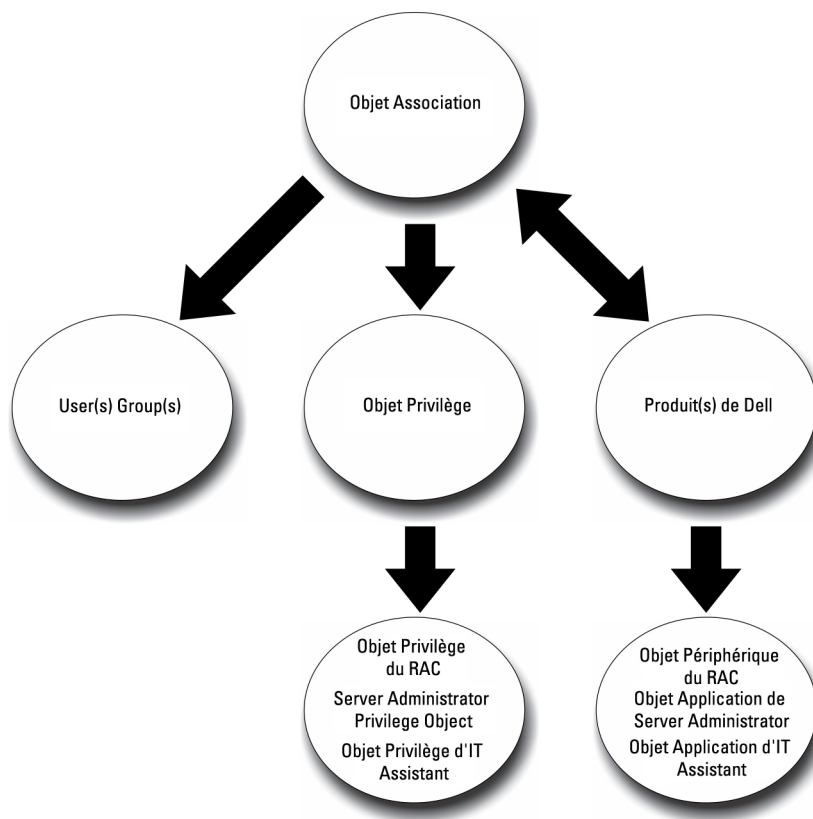 Objet Association
User(s) Group(s)
Objet Privilège
Produit(s) de Dell
Objet Privilège
du RAC
Server Administrator
Privilege Object
Objet Privilège d'IT
Assistant
Objet Périphérique
du RAC
Objet Application de
Server Administrator
Objet Application d'IT
Assistant